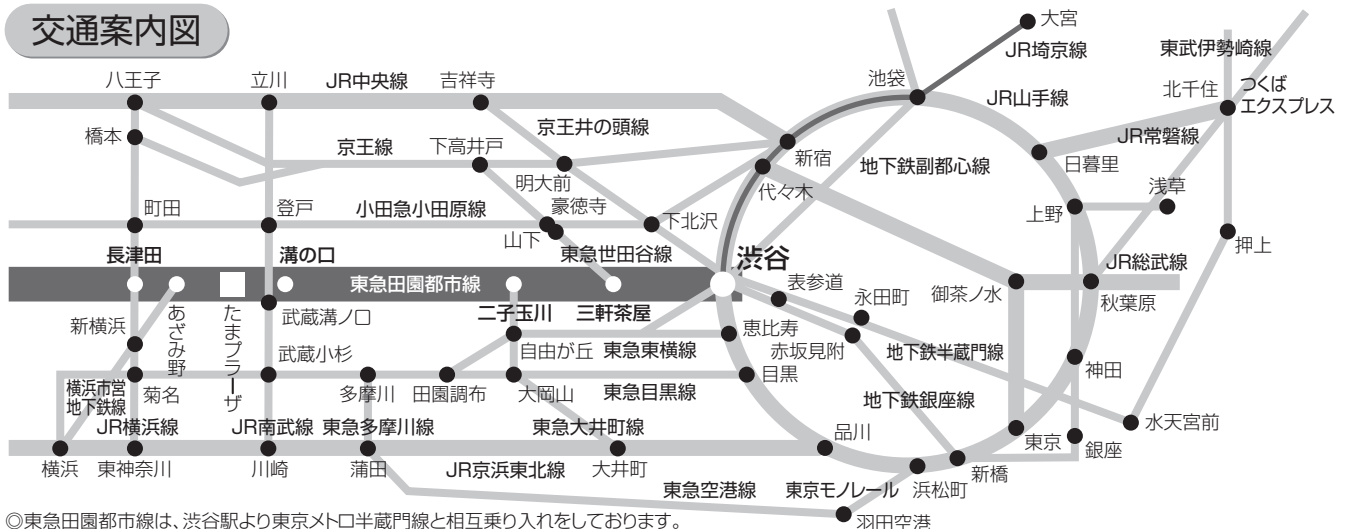 交通案内図
大宮
JR埼京線
東武伊勢崎線
八王子
立川
JR中央線
吉祥寺
池袋
JR山手線
北千住
つくば
エクスプレス
橋本
京王線
下高井戸
京王井の頭線
新宿
地下鉄副都心線
JR常磐線
日暮里
明大前
代々木
浅草
町田
登戸
小田急小田原線
豪徳寺
山下
下北沢
上野
押上
長津田
溝の口
東急世田谷線
渋谷
JR総武線
東急田園都市線
表参道
永田町
御茶ノ水
秋葉原
新横浜
あざみ野
たまプラーザ
武蔵溝ノ口
二子玉川
三軒茶屋
恵比寿
赤坂見附
自由が丘
東急東横線
地下鉄半蔵門線
神田
武蔵小杉
目黒
横浜市営
地下鉄線
菊名
多摩川
田園調布
大岡山
東急目黒線
地下鉄銀座線
水天宮前
JR横浜線
JR南武線
東急多摩川線
東急大井町線
品川
東京
銀座
横浜
東神奈川
川崎
蒲田
JR京浜東北線
大井町
新橋
東急空港線
東京モノレール
浜松町
羽田空港
◎東急田園都市線は、渋谷駅より東京メトロ半蔵門線と相互乗り入れをしております。